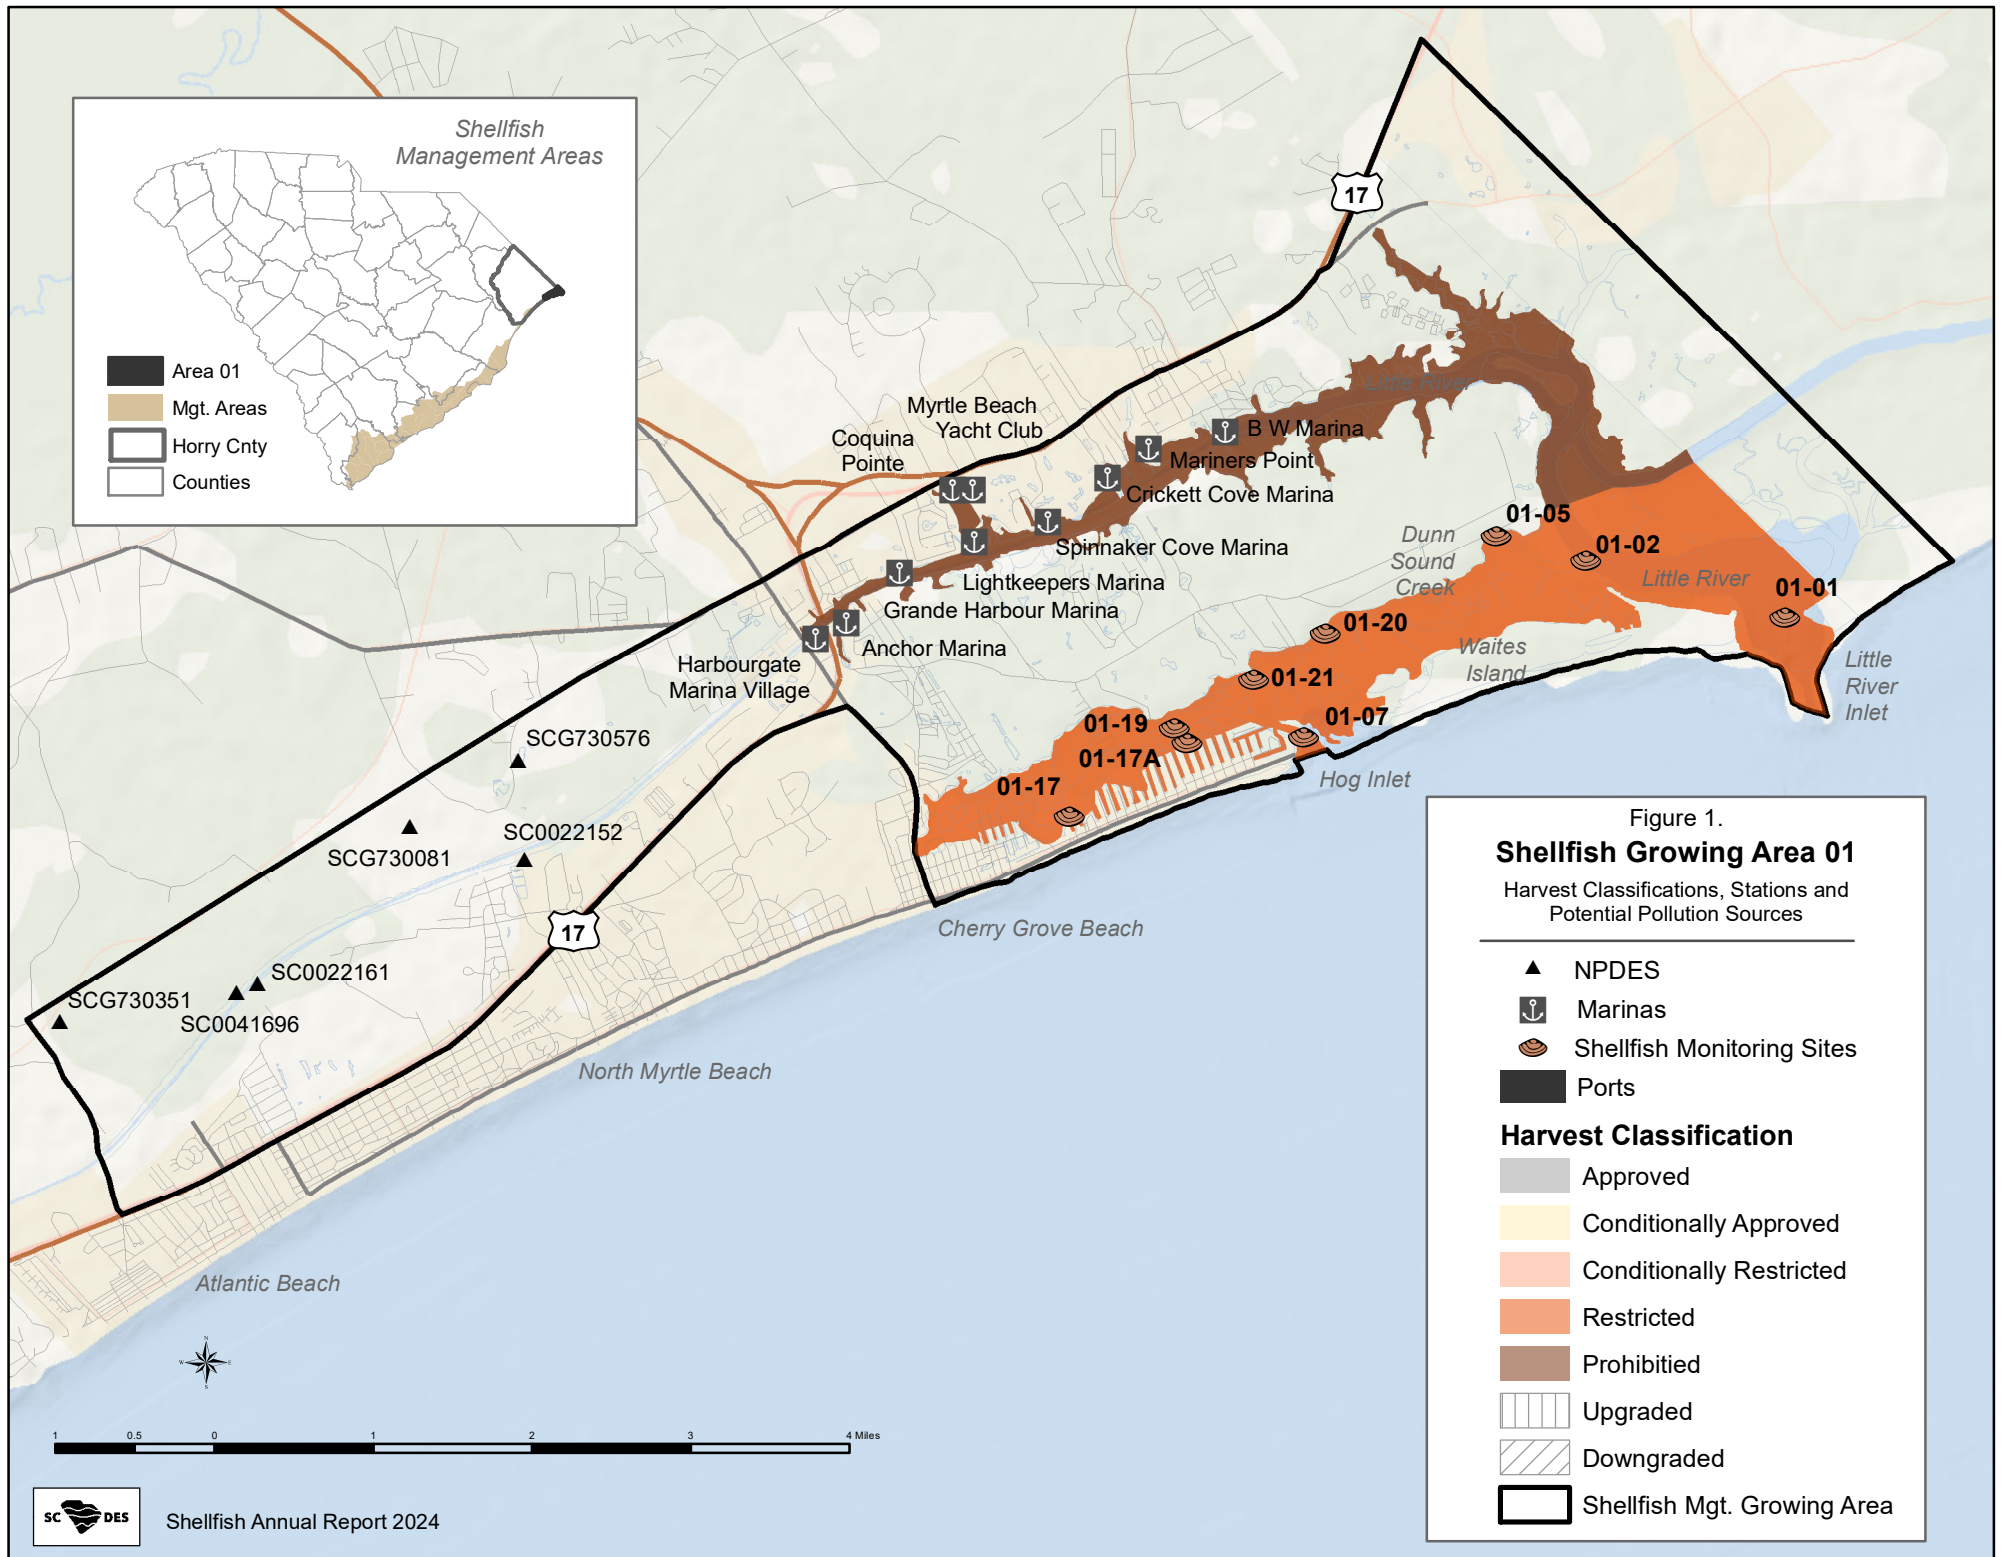 Shellfish
Management Areas
Area 01
Mgt. Areas
Horry Cnty
Counties
17
Little River
Myrtle Beach
Yacht Club
Coquina
Pointe
B W Marina
Mariners Point
Crickett Cove Marina
Spinnaker Cove Marina
Lightkeepers Marina
Grande Harbour Marina
Anchor Marina
Harbourgate
Marina Village
Dunn
Sound
Creek
01-05
01-02
Little River
01-01
01-20
Waites
Island
01-21
Little
River
Inlet
01-19
01-07
01-17A
01-17
Hog Inlet
SCG730576
SCG730081
SC0022152
17
Cherry Grove Beach
SC0022161
SCG730351
SC0041696
North Myrtle Beach
Atlantic Beach
N
W E
S
1 0.5 0 1 2 3 4 Miles
SC DES
Shellfish Annual Report 2024
Figure 1.
Shellfish Growing Area 01
Harvest Classifications, Stations and
Potential Pollution Sources
NPDES
Marinas
Shellfish Monitoring Sites
Ports
Harvest Classification
Approved
Conditionally Approved
Conditionally Restricted
Restricted
Prohibitied
Upgraded
Downgraded
Shellfish Mgt. Growing Area